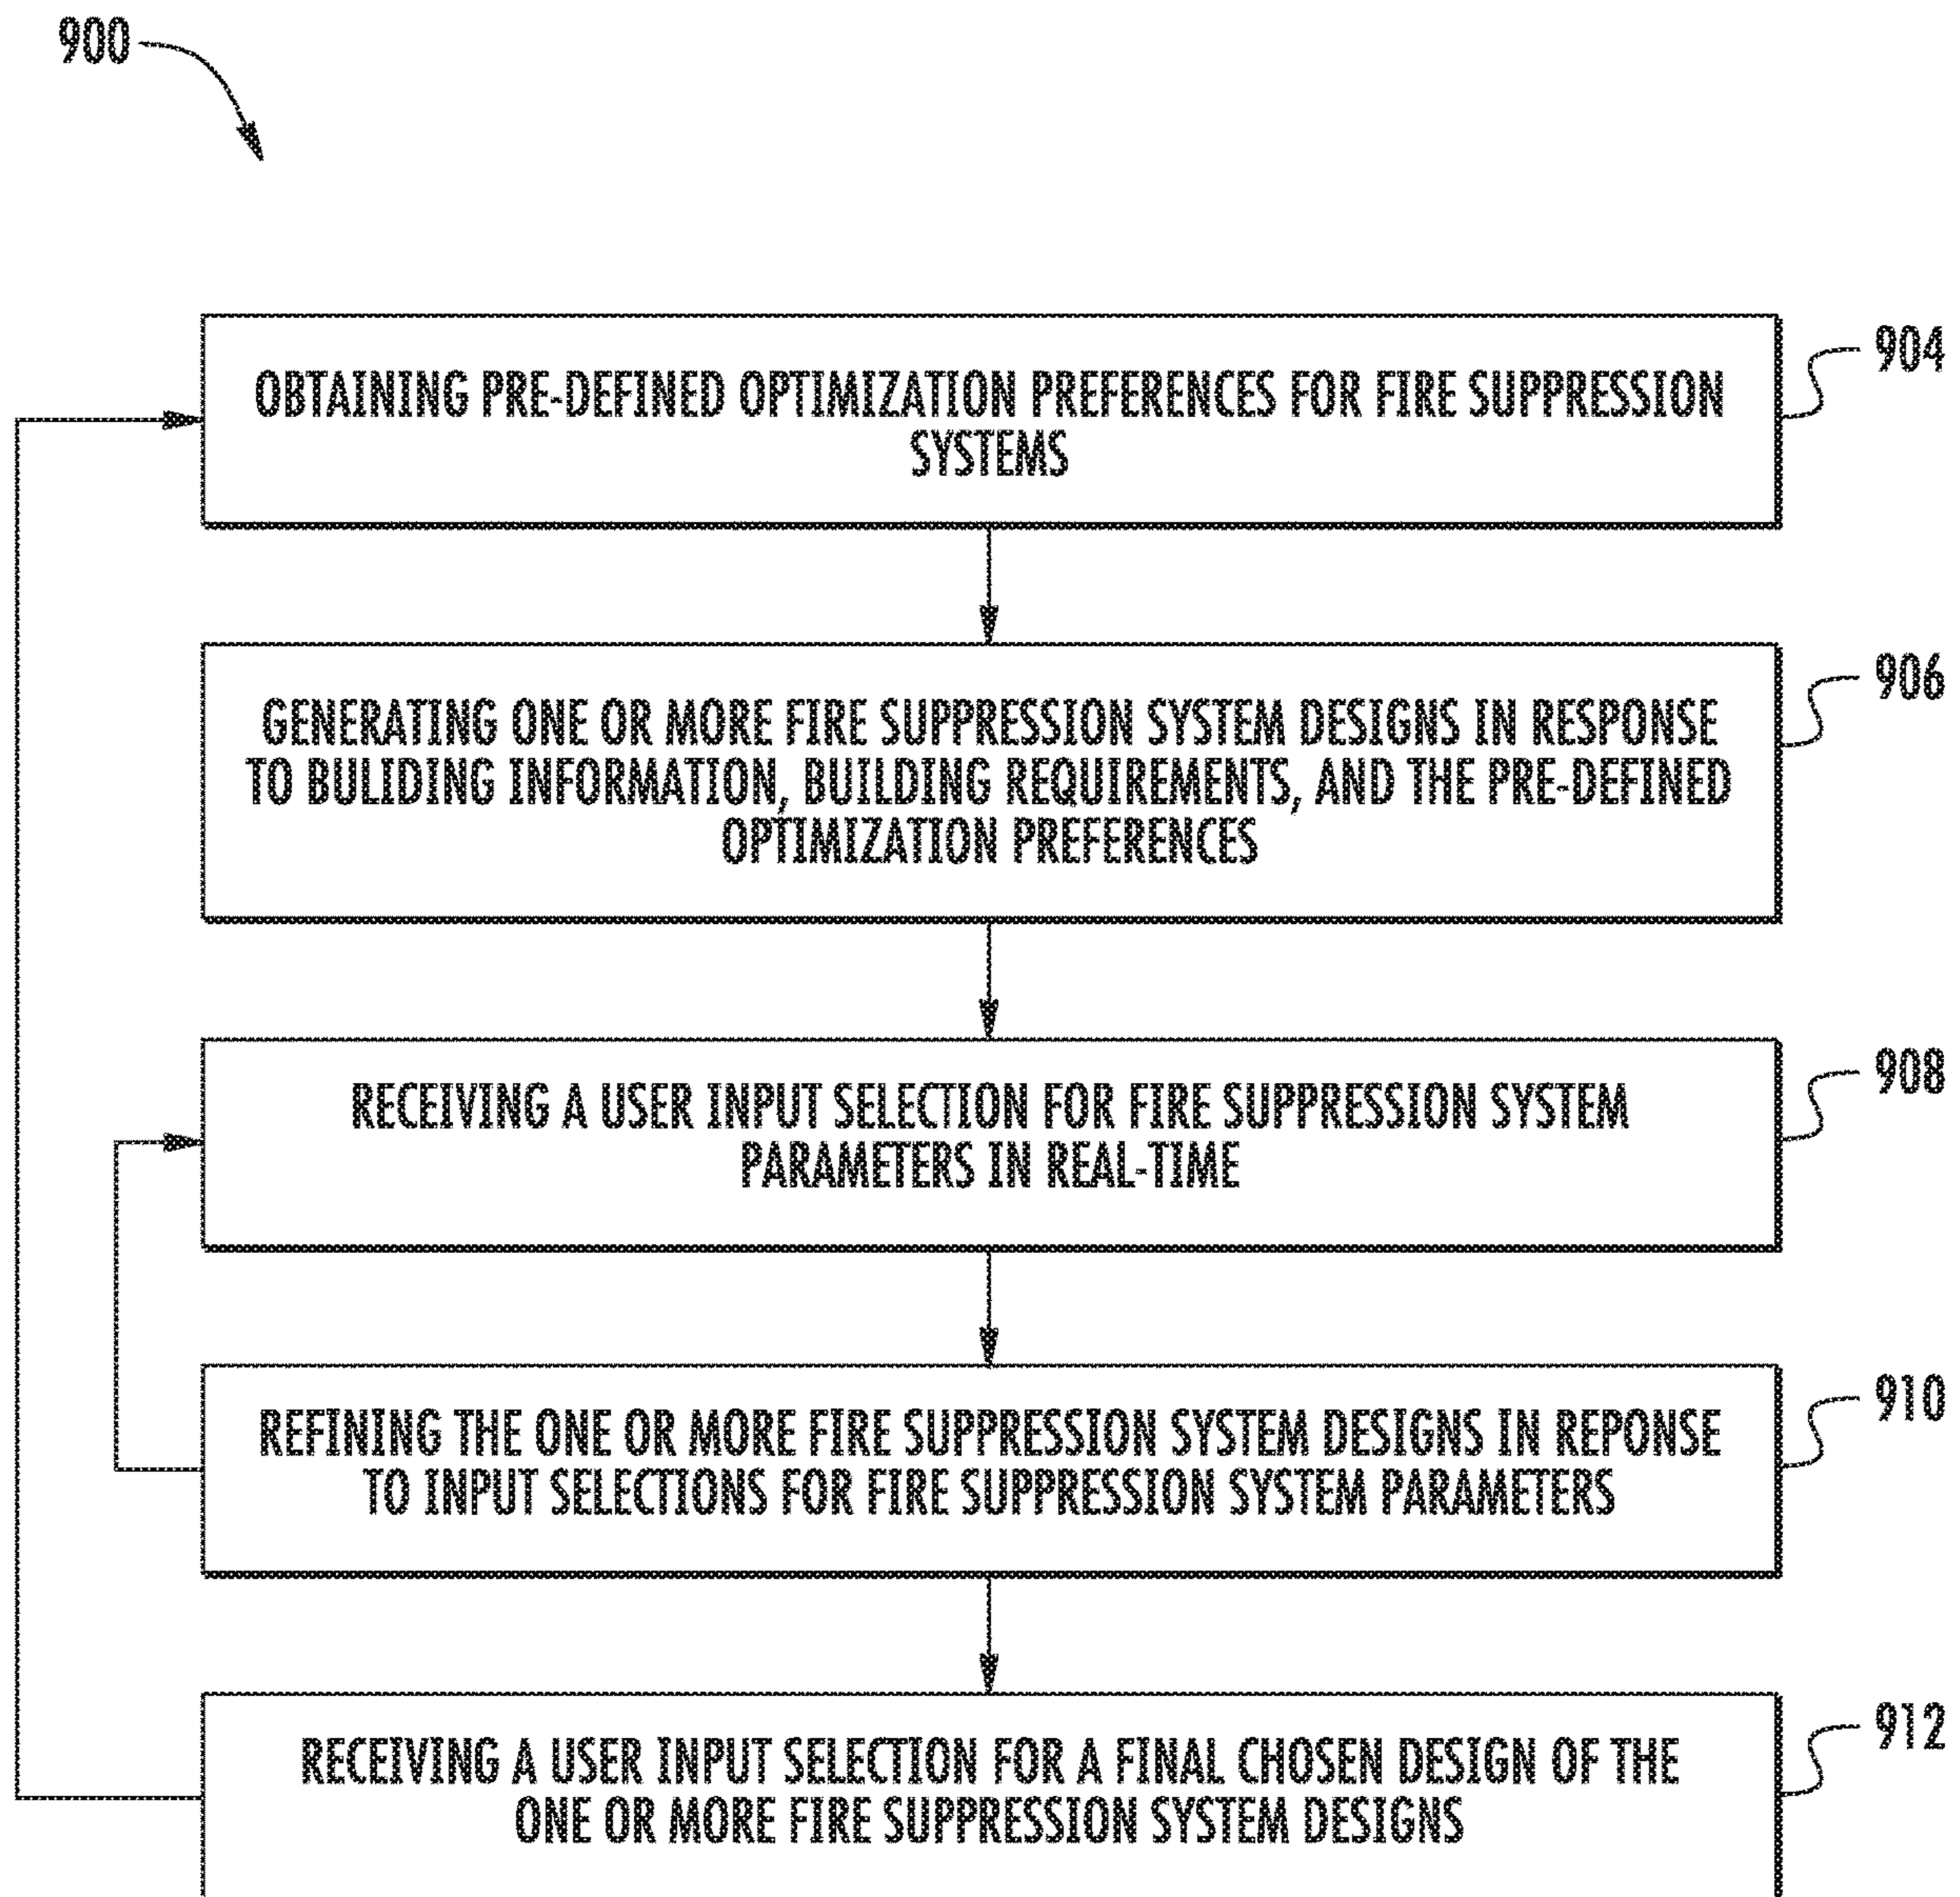 900
OBTAINING PRE-DEFINED OPTIMIZATION PREFERENCES FOR FIRE SUPPRESSION
SYSTEMS
904
GENERATING ONE OR MORE FIRE SUPPRESSION SYSTEM DESIGNS IN RESPONSE
TO BULIDING INFORMATION, BUILDING REQUIREMENTS, AND THE PRE-DEFINED
OPTIMIZATION PREFERENCES
906
RECEIVING A USER INPUT SELECTION FOR FIRE SUPPRESSION SYSTEM
PARAMETERS IN REAL-TIME
908
REFINING THE ONE OR MORE FIRE SUPPRESSION SYSTEM DESIGNS IN REPONSE
TO INPUT SELECTIONS FOR FIRE SUPPRESSION SYSTEM PARAMETERS
910
RECEIVING A USER INPUT SELECTION FOR A FINAL CHOSEN DESIGN OF THE
ONE OR MORE FIRE SUPPRESSION SYSTEM DESIGNS
912